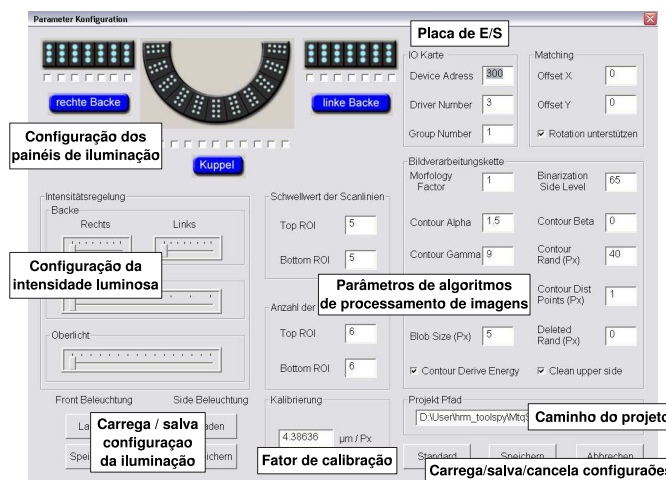 Parameter Konfiguration
Placa de E/S
rechte Backe
linke Backe
Kuppel
Configuração dos
painéis de iluminação
IO Karte
Device Adress 300
Driver Number 3
Group Number 1
Matching
Offset X 0
Offset Y 0
Rotation unterstützen
Bildverarbeitungskette
Morfology
Factor 1
Binarization
Side Level 65
Contour Alpha 1.5
Contour Beta 0
Contour Gamma 9
Contour
Rand (Px) 40
Parâmetros de algoritmos
de processamento de imagens
Contour Dist
Points (Px) 1
Blob Size (Px) 5
Deleted
Rand (Px) 0
Contour Derive Energy
Clean upper side
Intensitätsregelung
Backe
Rechts
Links
Configuração da
intensidade luminosa
Oberlicht
Schwellwert der Scanlinien
Top ROI 5
Bottom ROI 5
Anzahl der
Top ROI 6
Bottom ROI 6
Front Beleuchtung
Side Beleuchtung
Carrega / salva
configuraçao
da iluminação
Kalibrierung
4.38636 µm / Px
Fator de calibração
Projekt Pfad
D:\User\hrm_toolspy\Mtq
Caminho do projeto
Standard
Speichern
Abbrechen
Carrega/salva/cancela configurações